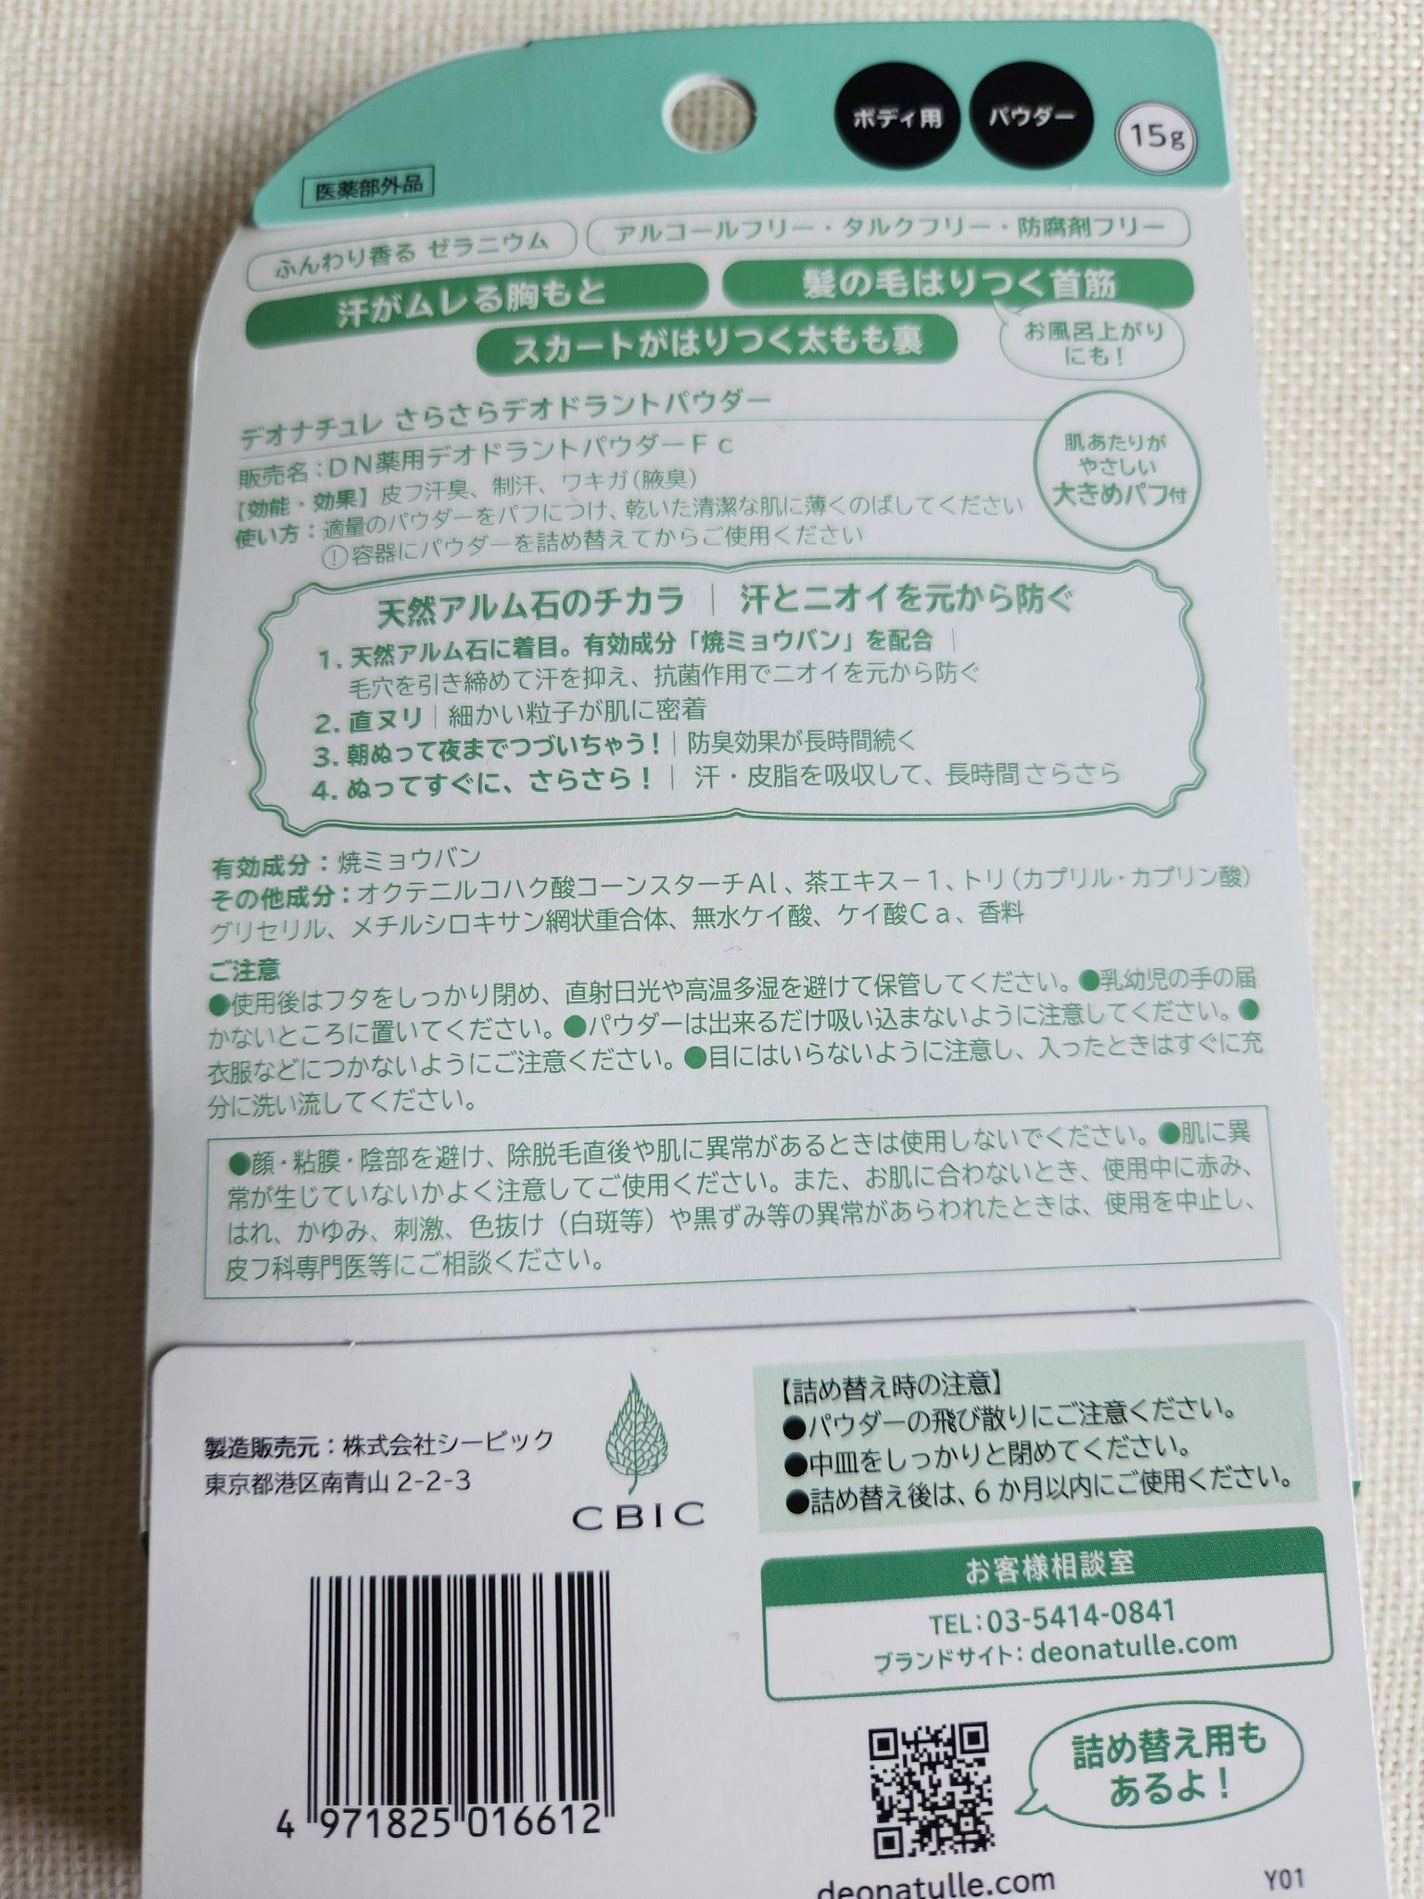 ボディ用
パウダー
15g
医薬部外品
ふんわり香る ゼラニウム
アルコールフリー・タルクフリー・防腐剤フリー
汗がムレる胸もと
髪の毛はりつく首筋
スカートがはりつく太もも裏
お風呂上がり
にも!
デオナチュレ さらさらデオドラントパウダー
販売名:DN薬用デオドラントパウダーFc
【効能・効果】皮フ汗臭、制汗、ワキガ(腋臭)
使い方:適量のパウダーをパフにつけ、乾いた清潔な肌に薄くのばしてください
!容器にパウダーを詰め替えてからご使用ください
肌あたりが
やさしい
大きめパフ付
天然アルム石のチカラ | 汗とニオイを元から防ぐ
1. 天然アルム石に着目。有効成分「焼ミョウバン」を配合 |
毛穴を引き締めて汗を抑え、抗菌作用でニオイを元から防ぐ
2. 直ヌリ | 細かい粒子が肌に密着
3. 朝ぬって夜までつづいちゃう! | 防臭効果が長時間続く
4. ぬってすぐに、さらさら! | 汗・皮脂を吸収して、長時間さらさら
有効成分:焼ミョウバン
その他成分:オクテニルコハク酸コーンスターチAl、茶エキス-1、トリ(カプリル・カプリン酸)
グリセリル、メチルシロキサン網状重合体、無水ケイ酸、ケイ酸Ca、香料
ご注意
●使用後はフタをしっかり閉め、直射日光や高温多湿を避けて保管してください。●乳幼児の手の届
かないところに置いてください。●パウダーは出来るだけ吸い込まないように注意してください。●
衣服などにつかないようにご注意ください。●目にはいらないように注意し、入ったときはすぐに充
分に洗い流してください。
●顔・粘膜・陰部を避け、除脱毛直後や肌に異常があるときは使用しないでください。●肌に異
常が生じていないかよく注意してご使用ください。また、お肌に合わないとき、使用中に赤み、
はれ、かゆみ、刺激、色抜け(白斑等)や黒ずみ等の異常があらわれたときは、使用を中止し、
皮フ科専門医等にご相談ください。
製造販売元:株式会社シービック
東京都港区南青山2-2-3
CBIC
【詰め替え時の注意】
●パウダーの飛び散りにご注意ください。
●中皿をしっかりと閉めてください。
●詰め替え後は、6か月以内にご使用ください。
お客様相談室
TEL:03-5414-0841
ブランドサイト:deonatulle.com
4 971825 016612
詰め替え用も
あるよ!
deonatulle.com
Y01